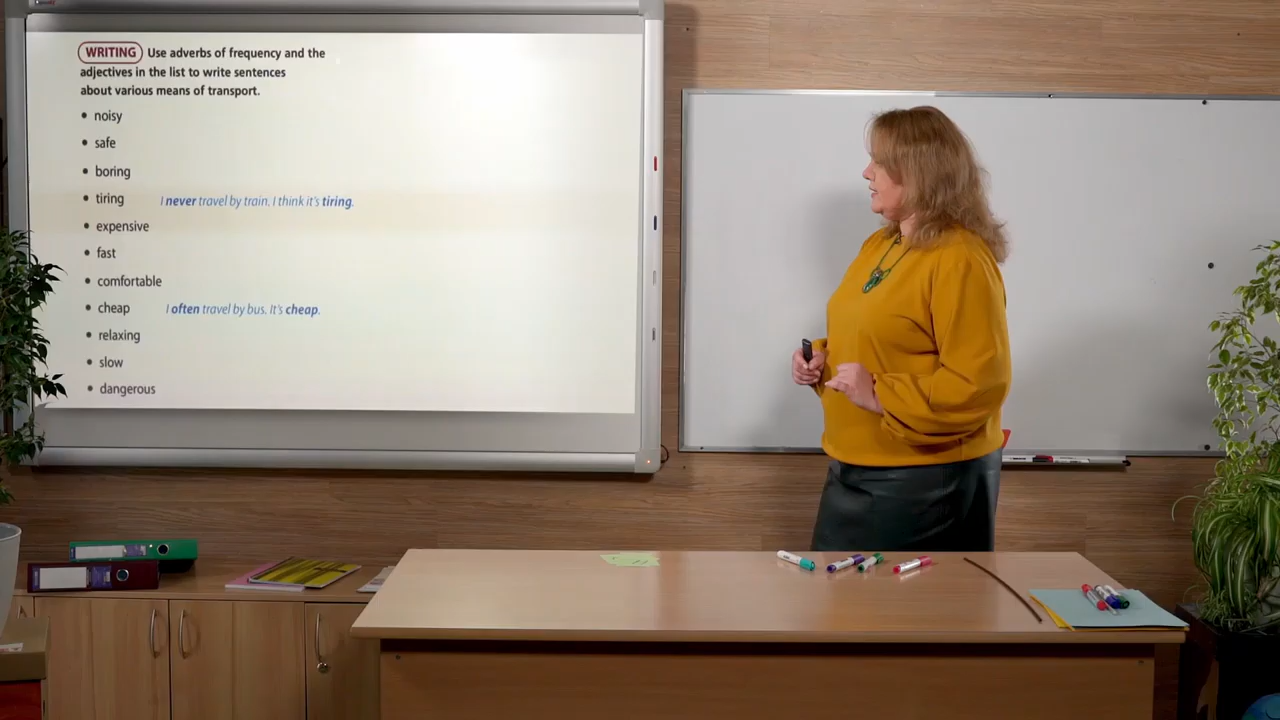 WRITING Use adverbs of frequency and the
adjectives in the list to write sentences
about various means of transport.
• noisy
• safe
• boring
• tiring I never travel by train. I think it's tiring.
• expensive
• fast
• comfortable
• cheap I often travel by bus. It's cheap.
• relaxing
• slow
• dangerous